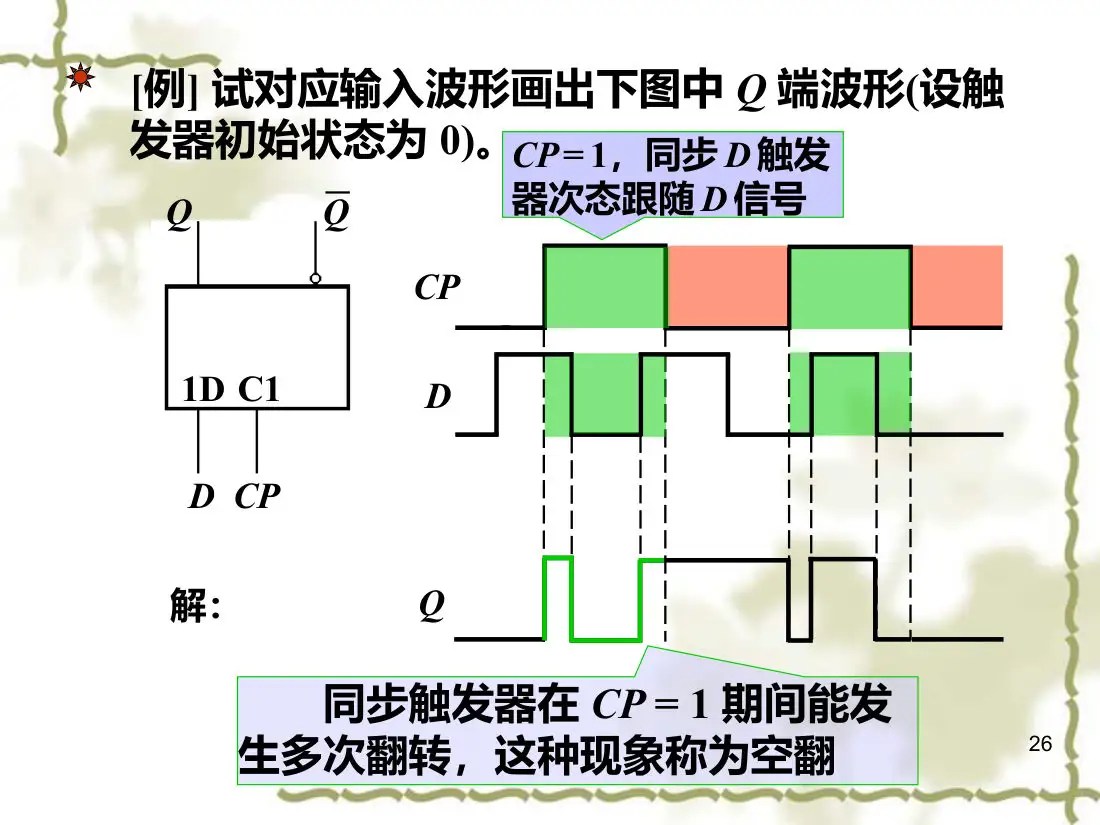 [例] 试对应输入波形画出下图中 Q 端波形(设触
发器初始状态为 0)。
CP = 1，同步 D 触发
器次态跟随 D 信号
Q Q̅
CP
1D C1
D
D CP
解：
Q
同步触发器在 CP = 1 期间能发
生多次翻转，这种现象称为空翻
26